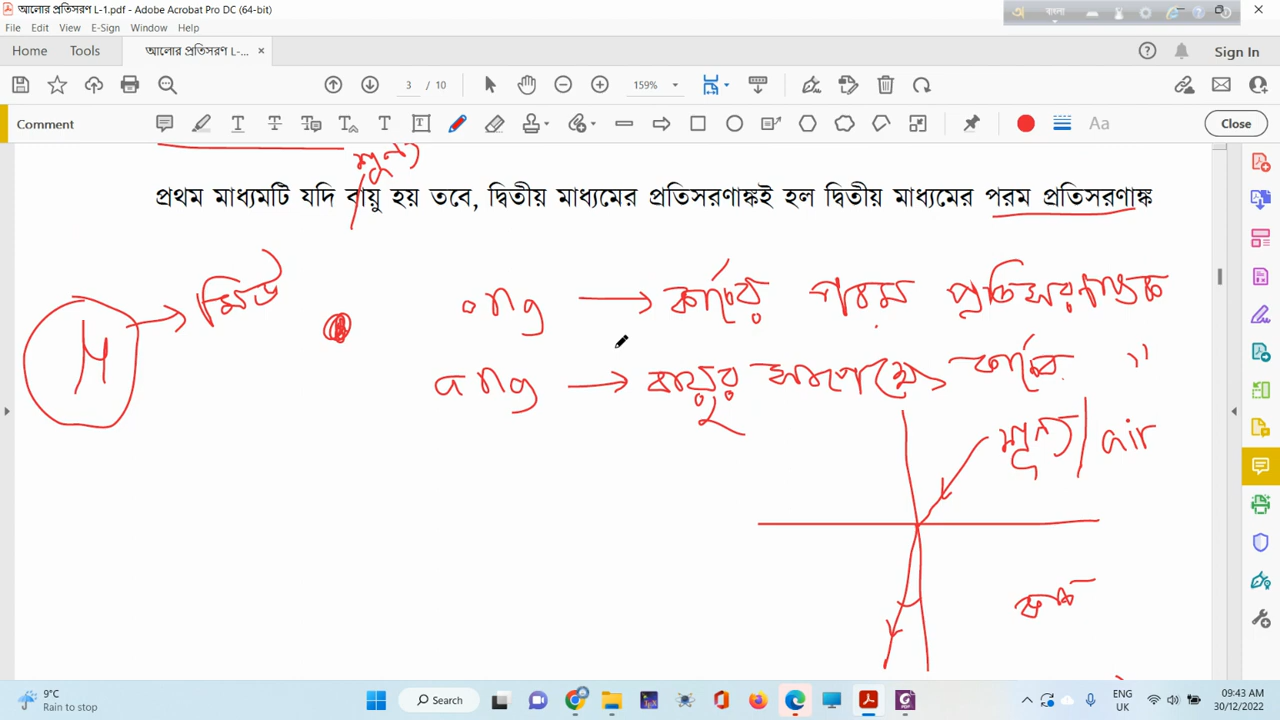 আলোর প্রতিসরণ L-1.pdf - Adobe Acrobat Pro DC (64-bit)
বাংলা
File Edit View E-Sign Window Help
Home Tools আলোর প্রতিসরণ L-... × Sign In
3 / 10 159%
Comment Aa Close
শূন্য
প্রথম মাধ্যমটি যদি বায়ু হয় তবে, দ্বিতীয় মাধ্যমের প্রতিসরণাঙ্কই হল দ্বিতীয় মাধ্যমের পরম প্রতিসরণাঙ্ক
μ → মিউ
ong → কাচের পরম প্রতিসরণাঙ্ক
ang → বায়ুর সাপেক্ষে কাচের "
শূন্য | air
কাচ
9°C
Rain to stop
Search
ENG
UK
09:43 AM
30/12/2022